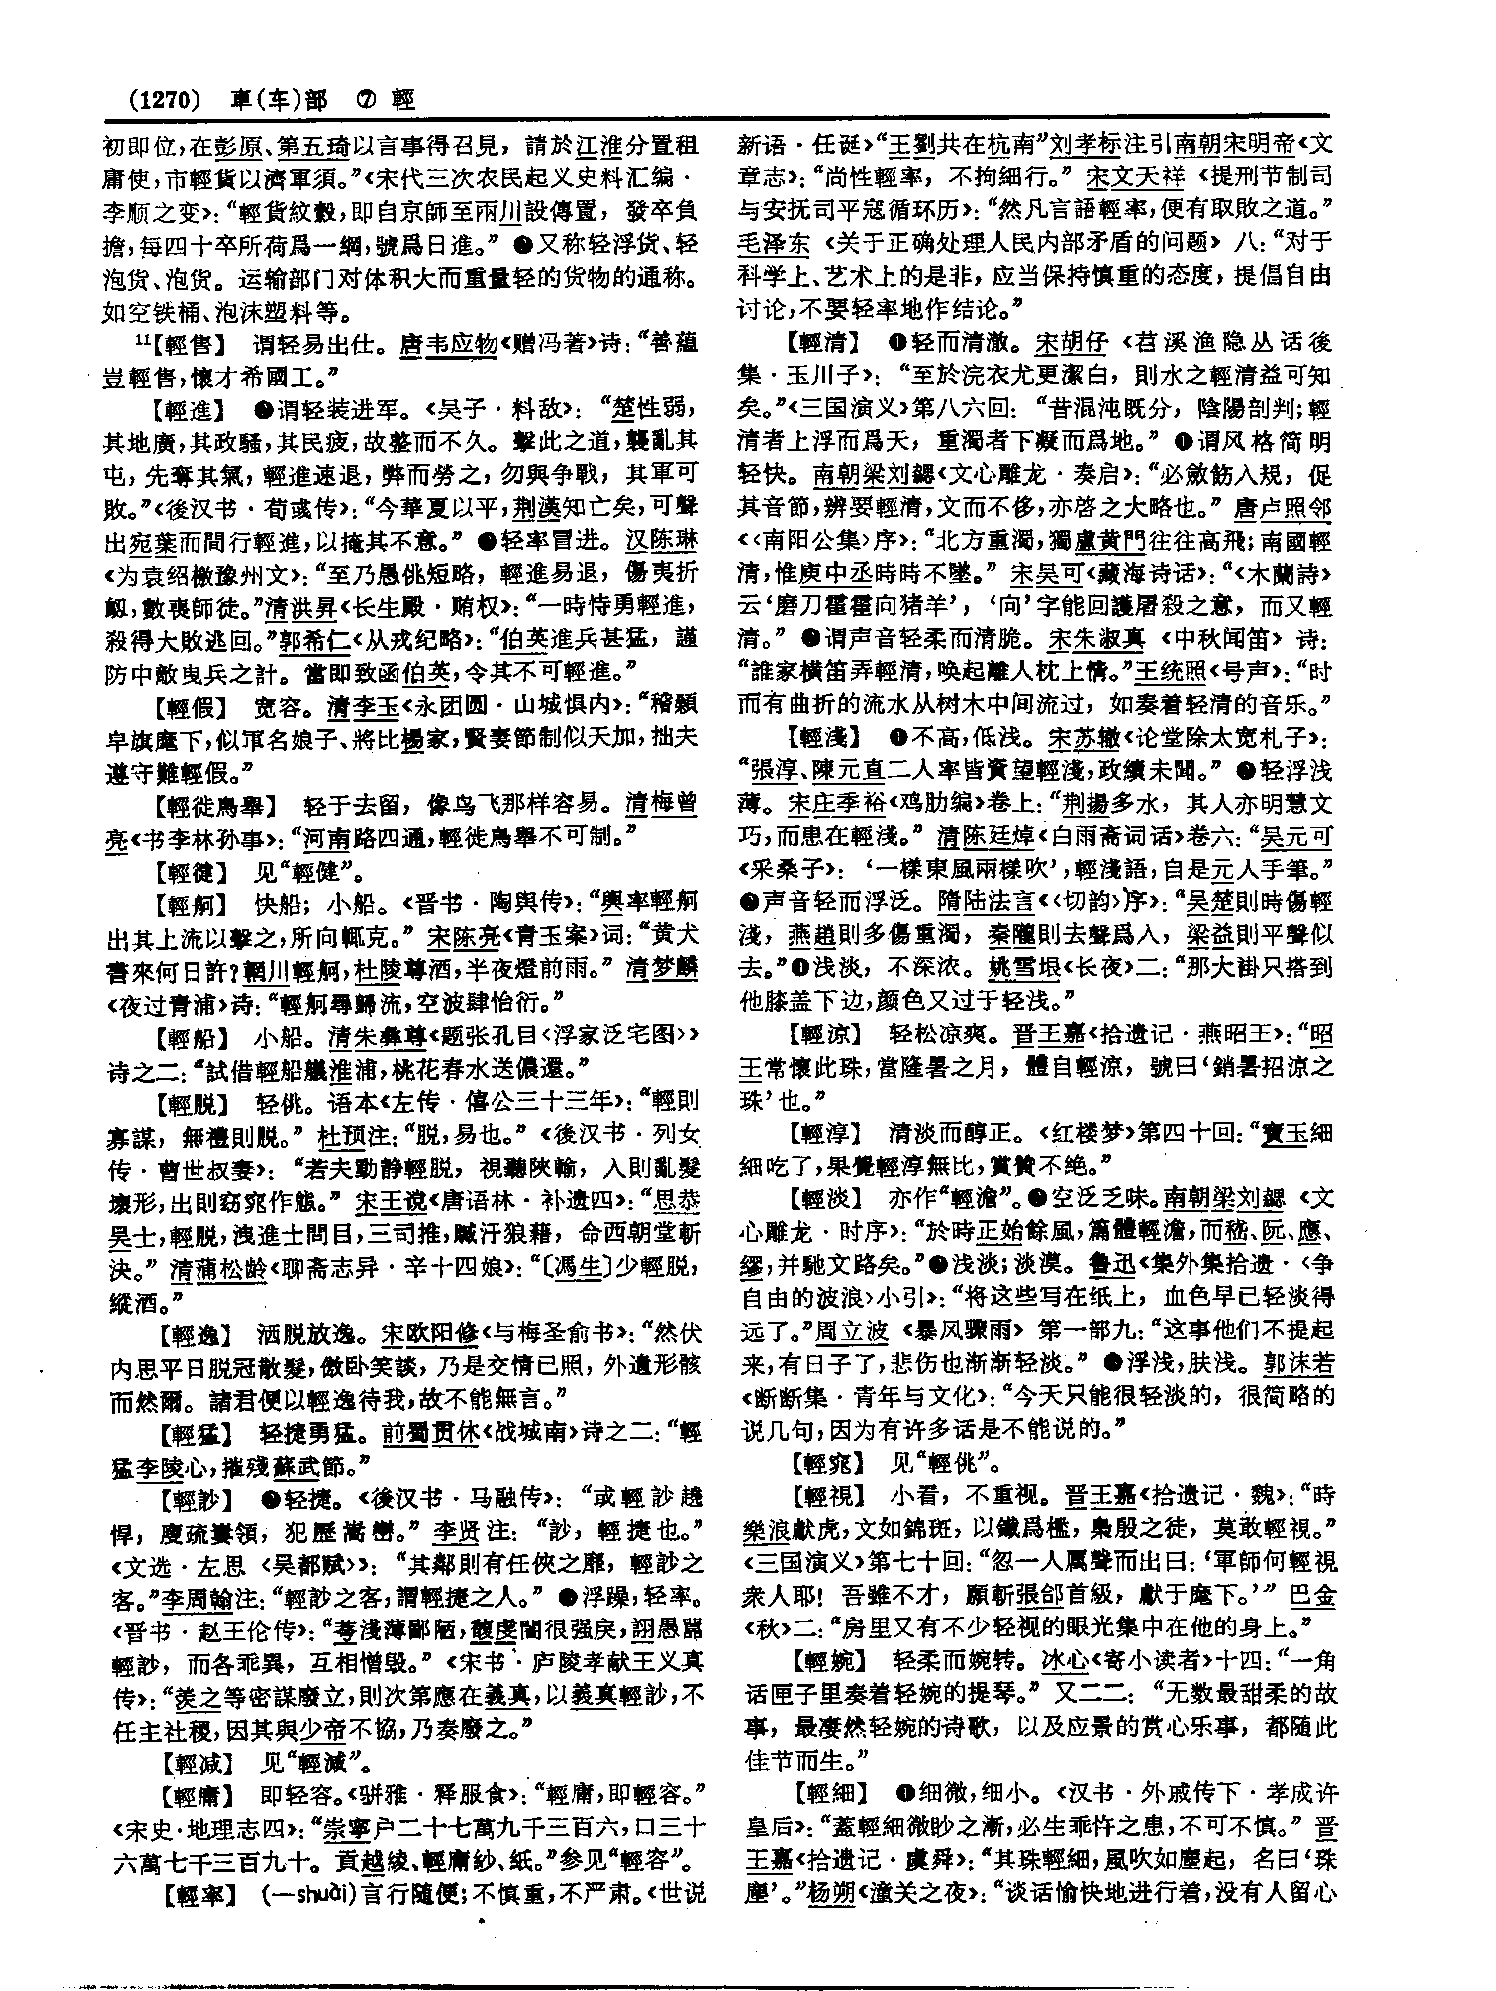 (1270) 車(车)部 ⑦ 輕
初即位,在彭原、第五琦以言事得召見,請於江淮分置租
庸使,市輕貨以濟軍須。”《宋代三次农民起义史料汇编·
李顺之变》:“輕貨紋縠,即自京師至兩川設傳置,發卒負
擔,每四十卒所荷爲一綱,號爲日進。”❷又称轻浮货、轻
泡货、泡货。运输部门对体积大而重量轻的货物的通称。
如空铁桶、泡沫塑料等。
11【輕售】 谓轻易出仕。唐韦应物《赠冯著》诗:“善蘊
豈輕售,懷才希國工。”
【輕進】 ❶谓轻装进军。《吴子·料敌》:“楚性弱,
其地廣,其政騷,其民疲,故整而不久。擊此之道,襲亂其
屯,先奪其氣,輕進速退,弊而勞之,勿與争戰,其軍可
敗。”《後汉书·荀彧传》:“今華夏以平,荆漢知亡矣,可聲
出宛葉而間行輕進,以掩其不意。”❷轻率冒进。汉陈琳
《为袁绍檄豫州文》:“至乃愚佻短略,輕進易退,傷夷折
衂,數喪師徒。”清洪昇《长生殿·贿权》:“一時恃勇輕進,
殺得大敗逃回。”郭希仁《从戎纪略》:“伯英進兵甚猛,謹
防中敵曳兵之計。當即致函伯英,令其不可輕進。”
【輕假】 宽容。清李玉《永团圆·山城惧内》:“稽顙
皁旗麾下,似軍名娘子、將比楊家,賢妻節制似天加,拙夫
遵守難輕假。”
【輕徙鳥舉】 轻于去留,像鸟飞那样容易。清梅曾
亮《书李林孙事》:“河南路四通,輕徙鳥舉不可制。”
【輕徤】 见“輕健”。
【輕舸】 快船;小船。《晋书·陶舆传》:“輿率輕舸
出其上流以擊之,所向輒克。”宋陈亮《青玉案》词:“黄犬
書來何日許?輞川輕舸,杜陵尊酒,半夜燈前雨。”清梦麟
《夜过青浦》诗:“輕舸尋歸流,空波肆怡衍。”
【輕船】 小船。清朱彝尊《题张孔目〈浮家泛宅图〉》
诗之二:“試借輕船艤淮浦,桃花春水送儂還。”
【輕脱】 轻佻。语本《左传·僖公三十三年》:“輕則
寡謀,無禮則脱。”杜预注:“脱,易也。”《後汉书·列女
传·曹世叔妻》:“若夫動静輕脱,視聽陝輸,入則亂髮
壞形,出則窈窕作態。”宋王谠《唐语林·补遗四》:“思恭
吴士,輕脱,洩進士問目,三司推,贓汙狼藉,命西朝堂斬
決。”清蒲松龄《聊斋志异·辛十四娘》:“〔馮生〕少輕脱,
縱酒。”
【輕逸】 洒脱放逸。宋欧阳修《与梅圣俞书》:“然伏
内思平日脱冠散髮,傲卧笑談,乃是交情已照,外遺形骸
而然爾。諸君便以輕逸待我,故不能無言。”
【輕猛】 轻捷勇猛。前蜀贯休《战城南》诗之二:“輕
猛李陵心,摧殘蘇武節。”
【輕訬】 ❶轻捷。《後汉书·马融传》:“或輕訬趬
悍,廋疏嶁領,犯歷嵩巒。”李贤注:“訬,輕捷也。”
《文选·左思〈吴都赋〉》:“其鄰則有任俠之靡,輕訬之
客。”李周翰注:“輕訬之客,謂輕捷之人。”❷浮躁,轻率。
《晋书·赵王伦传》:“荂淺薄鄙陋,馥虔闇很强戾,詡愚嚚
輕訬,而各乖異,互相憎毁。”《宋书·庐陵孝献王义真
传》:“羨之等密謀廢立,則次第應在義真,以義真輕訬,不
任主社稷,因其與少帝不協,乃奏廢之。”
【輕减】 见“輕減”。
【輕庸】 即轻容。《骈雅·释服食》:“輕庸,即輕容。”
《宋史·地理志四》:“崇寧户二十七萬九千三百六,口三十
六萬七千三百九十。貢越綾、輕庸紗、紙。”参见“輕容”。
【輕率】 (—shuài)言行随便;不慎重,不严肃。《世说
新语·任诞》“王劉共在杭南”刘孝标注引南朝宋明帝《文
章志》:“尚性輕率,不拘細行。”宋文天祥《提刑节制司
与安抚司平寇循环历》:“然凡言語輕率,便有取敗之道。”
毛泽东《关于正确处理人民内部矛盾的问题》八:“对于
科学上、艺术上的是非,应当保持慎重的态度,提倡自由
讨论,不要轻率地作结论。”
【輕清】 ❶轻而清澈。宋胡仔《苕溪渔隐丛话後
集·玉川子》:“至於浣衣尤更潔白,則水之輕清益可知
矣。”《三国演义》第八六回:“昔混沌既分,陰陽剖判;輕
清者上浮而爲天,重濁者下凝而爲地。”❷谓风格简明
轻快。南朝梁刘勰《文心雕龙·奏启》:“必斂飭入規,促
其音節,辨要輕清,文而不侈,亦啓之大略也。”唐卢照邻
《〈南阳公集〉序》:“北方重濁,獨盧黄門往往高飛;南國輕
清,惟庾中丞時時不墜。”宋吴可《藏海诗话》:“《木蘭詩》
云‘磨刀霍霍向猪羊’,‘向’字能回護屠殺之意,而又輕
清。”❸谓声音轻柔而清脆。宋朱淑真《中秋闻笛》诗:
“誰家横笛弄輕清,唤起離人枕上情。”王统照《号声》:“时
而有曲折的流水从树木中间流过,如奏着轻清的音乐。”
【輕淺】 ❶不高,低浅。宋苏辙《论堂除太宽札子》:
“張淳、陳元直二人率皆資望輕淺,政績未聞。”❷轻浮浅
薄。宋庄季裕《鸡肋编》卷上:“荆揚多水,其人亦明慧文
巧,而患在輕淺。”清陈廷焯《白雨斋词话》卷六:“吴元可
《采桑子》:‘一樣東風兩樣吹’,輕淺語,自是元人手筆。”
❸声音轻而浮泛。隋陆法言《〈切韵〉序》:“吴楚則時傷輕
淺,燕趙則多傷重濁,秦隴則去聲爲入,梁益則平聲似
去。”❹浅淡,不深浓。姚雪垠《长夜》二:“那大褂只搭到
他膝盖下边,颜色又过于轻浅。”
【輕涼】 轻松凉爽。晋王嘉《拾遗记·燕昭王》:“昭
王常懷此珠,當隆暑之月,體自輕涼,號曰‘銷暑招涼之
珠’也。”
【輕淳】 清淡而醇正。《红楼梦》第四十回:“寶玉細
細吃了,果覺輕淳無比,賞贊不绝。”
【輕淡】 亦作“輕澹”。❶空泛乏味。南朝梁刘勰《文
心雕龙·时序》:“於時正始餘風,篇體輕澹,而嵇、阮、應、
繆,并馳文路矣。”❷浅淡;淡漠。鲁迅《集外集拾遗·〈争
自由的波浪〉小引》:“将这些写在纸上,血色早已轻淡得
远了。”周立波《暴风骤雨》第一部九:“这事他们不提起
来,有日子了,悲伤也渐渐轻淡。”❸浮浅,肤浅。郭沫若
《断断集·青年与文化》:“今天只能很轻淡的,很简略的
说几句,因为有许多话是不能说的。”
【輕窕】 见“輕佻”。
【輕視】 小看,不重视。晋王嘉《拾遗记·魏》:“時
樂浪獻虎,文如錦斑,以鐵爲檻,梟殷之徒,莫敢輕視。”
《三国演义》第七十回:“忽一人厲聲而出曰:‘軍師何輕視
衆人耶!吾雖不才,願斬張郃首級,獻于麾下。’”巴金
《秋》二:“房里又有不少轻视的眼光集中在他的身上。”
【輕婉】 轻柔而婉转。冰心《寄小读者》十四:“一角
话匣子里奏着轻婉的提琴。”又二二:“无数最甜柔的故
事,最凄然轻婉的诗歌,以及应景的赏心乐事,都随此
佳节而生。”
【輕細】 ❶细微,细小。《汉书·外戚传下·孝成许
皇后》:“蓋輕細微眇之漸,必生乖忤之患,不可不慎。”晋
王嘉《拾遗记·虞舜》:“其珠輕細,風吹如塵起,名曰‘珠
塵’。”杨朔《潼关之夜》:“谈话愉快地进行着,没有人留心